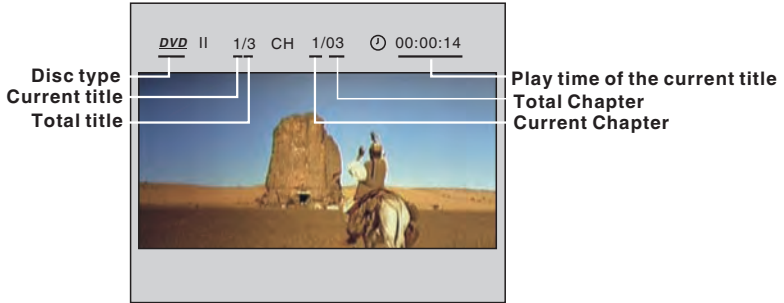 DVD II 1/3 CH 1/03 00:00:14
Disc type
Current title
Total title
Play time of the current title
Total Chapter
Current Chapter